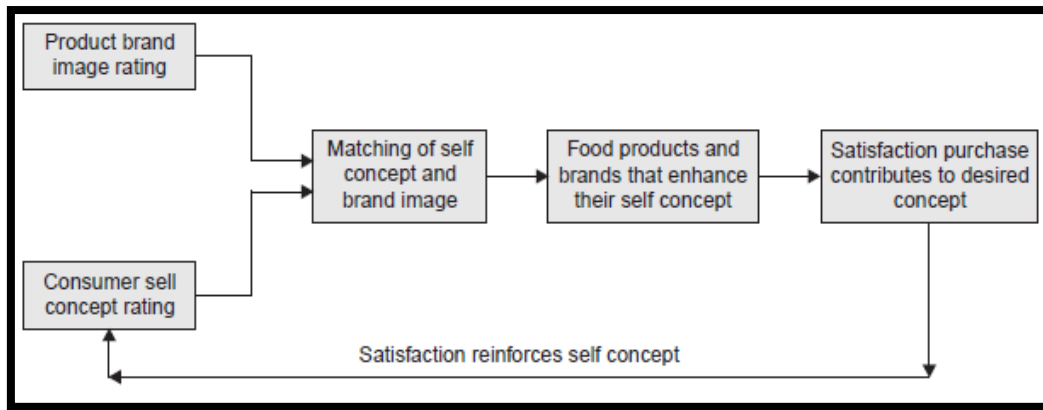 Product brand
image rating
Matching of self
concept and
brand image
Food products and
brands that enhance
their self concept
Satisfaction purchase
contributes to desired
concept
Consumer sell
concept rating
Satisfaction reinforces self concept